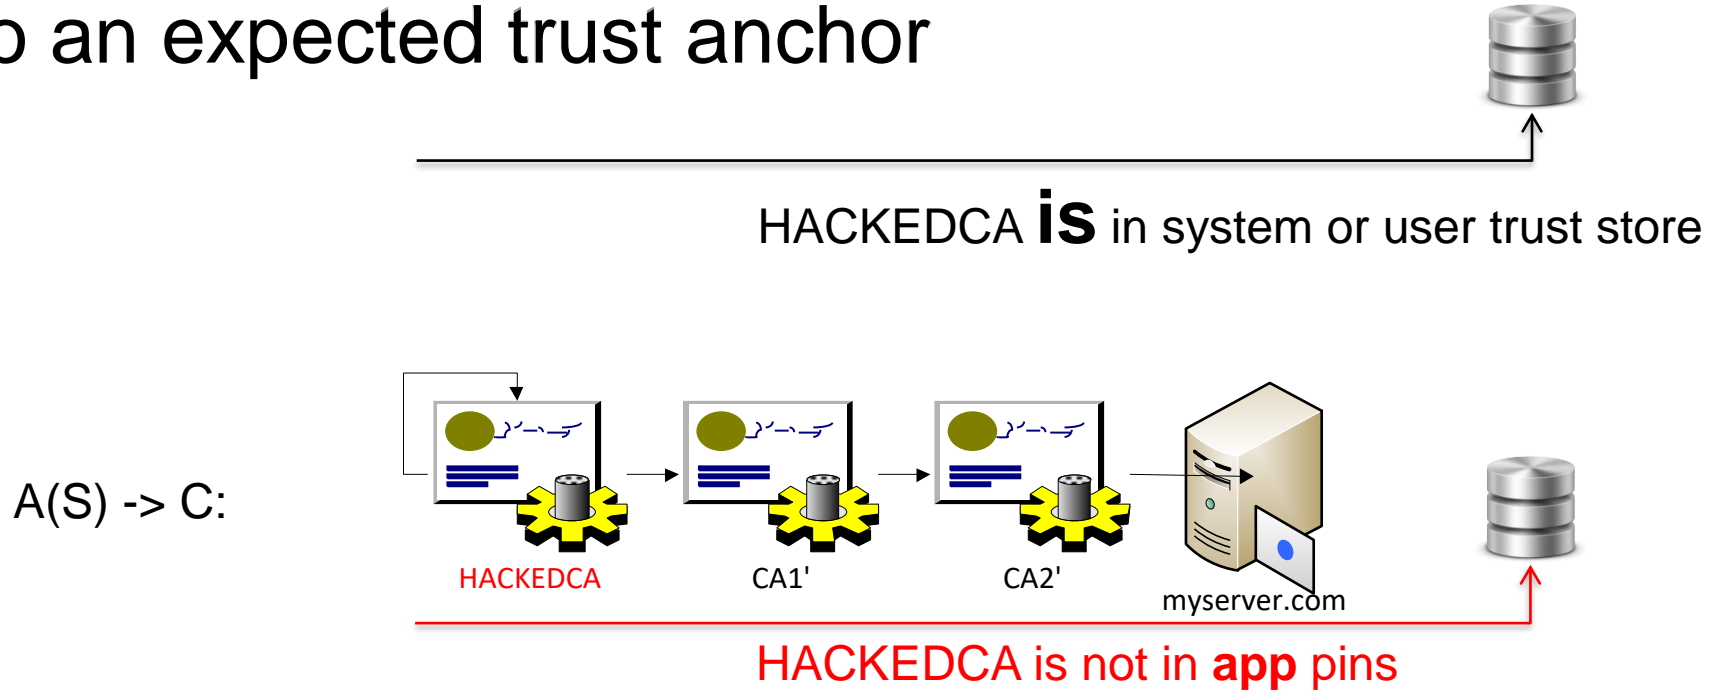 o an expected trust anchor
HACKEDCA is in system or user trust store
A(S) -> C:
HACKEDCA
CA1'
CA2'
myserver.com
HACKEDCA is not in app pins